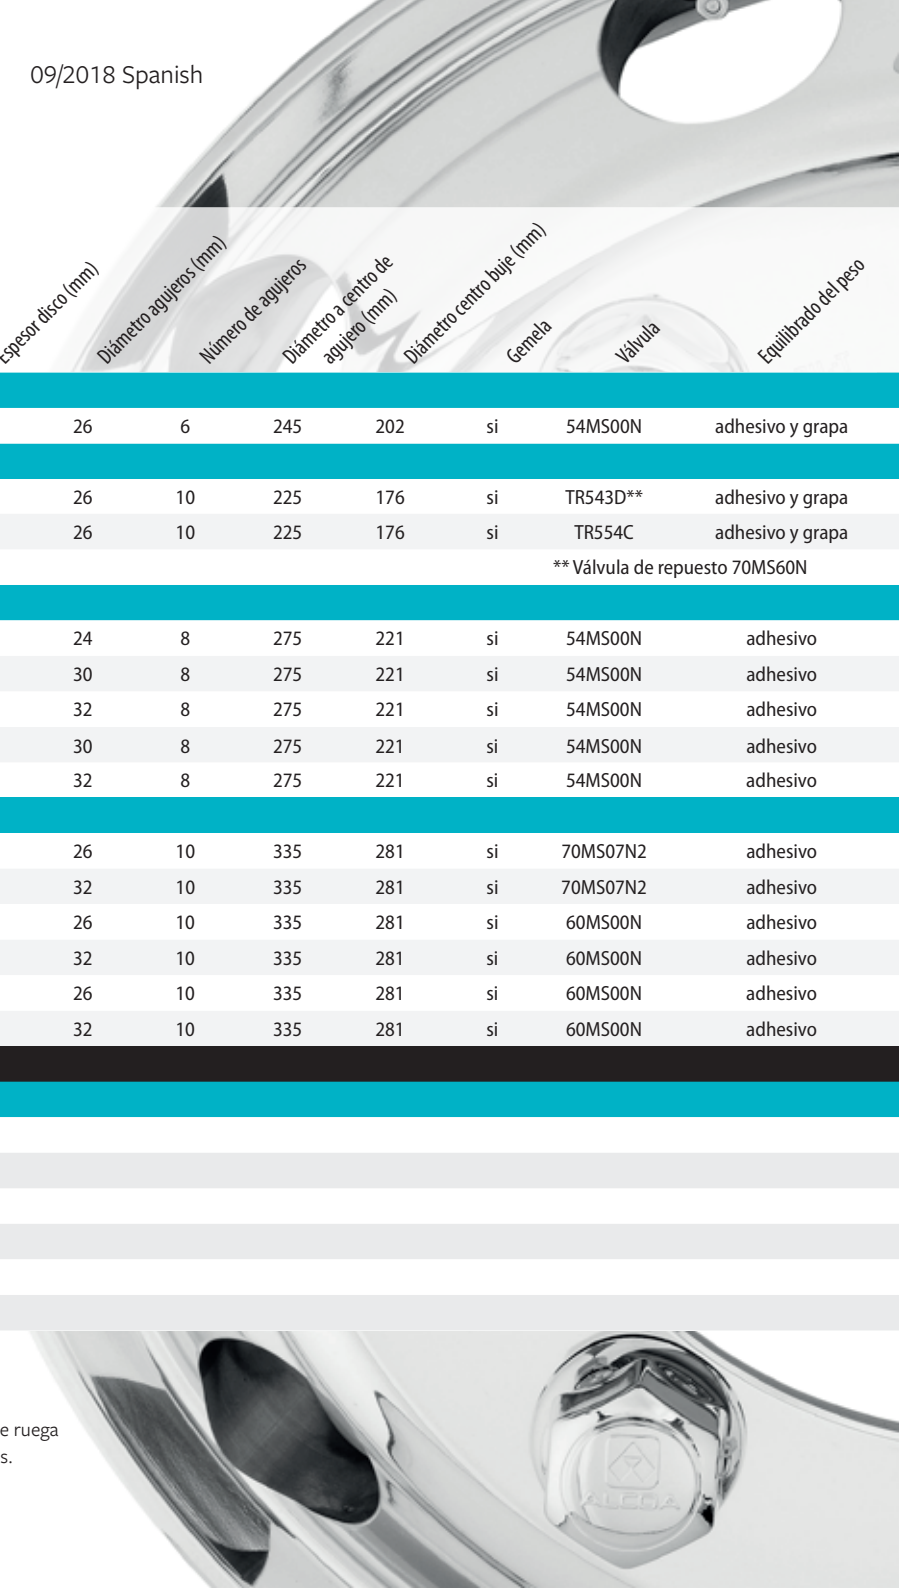 09/2018 Spanish
Espesor disco (mm)
Diámetro agujeros (mm)
Número de agujeros
Diámetro a centro de
agujero (mm)
Diámetro centro buje (mm)
Gemela
Válvula
Equilibrado del peso
26 6 245 202 si 54MS00N adhesivo y grapa
26 10 225 176 si TR543D** adhesivo y grapa
26 10 225 176 si TR554C adhesivo y grapa
** Válvula de repuesto 70MS60N
24 8 275 221 si 54MS00N adhesivo
30 8 275 221 si 54MS00N adhesivo
32 8 275 221 si 54MS00N adhesivo
30 8 275 221 si 54MS00N adhesivo
32 8 275 221 si 54MS00N adhesivo
26 10 335 281 si 70MS07N2 adhesivo
32 10 335 281 si 70MS07N2 adhesivo
26 10 335 281 si 60MS00N adhesivo
32 10 335 281 si 60MS00N adhesivo
26 10 335 281 si 60MS00N adhesivo
32 10 335 281 si 60MS00N adhesivo
e ruega
s.
ALCOA